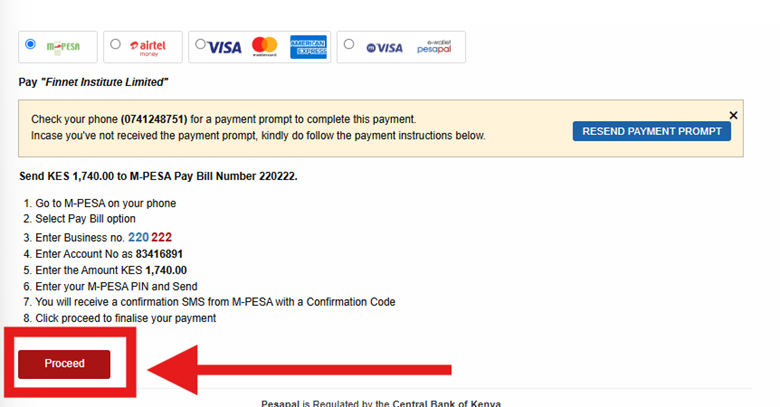 M-PESA airtel money VISA mastercard AMERICAN EXPRESS mVISA e-wallet pesapal
Pay "Finnet Institute Limited"
Check your phone (0741248751) for a payment prompt to complete this payment.
Incase you've not received the payment prompt, kindly do follow the payment instructions below.
RESEND PAYMENT PROMPT
Send KES 1,740.00 to M-PESA Pay Bill Number 220222.
1. Go to M-PESA on your phone
2. Select Pay Bill option
3. Enter Business no. 220 222
4. Enter Account No as 83416891
5. Enter the Amount KES 1,740.00
6. Enter your M-PESA PIN and Send
7. You will receive a confirmation SMS from M-PESA with a Confirmation Code
8. Click proceed to finalise your payment
Proceed
Pesapal is Regulated by the Central Bank of Kenya